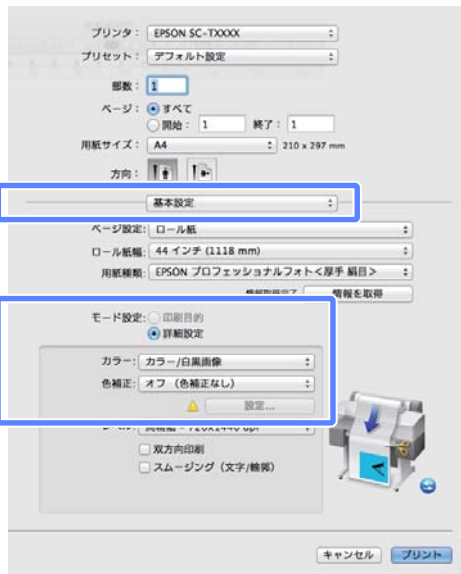 プリンタ： EPSON SC-TXXXX
プリセット： デフォルト設定
部数： 1
ページ： すべて
開始： 1 終了： 1
用紙サイズ： A4 210 x 297 mm
方向：
基本設定
ページ設定： ロール紙
ロール紙幅： 44 インチ (1118 mm)
用紙種類： EPSON プロフェッショナルフォト<厚手 絹目>
情報を取得
モード設定： 印刷目的
詳細設定
カラー： カラー/白黒画像
色補正： オフ （色補正なし）
設定...
双方向印刷
スムージング（文字/輪郭）
キャンセル プリント